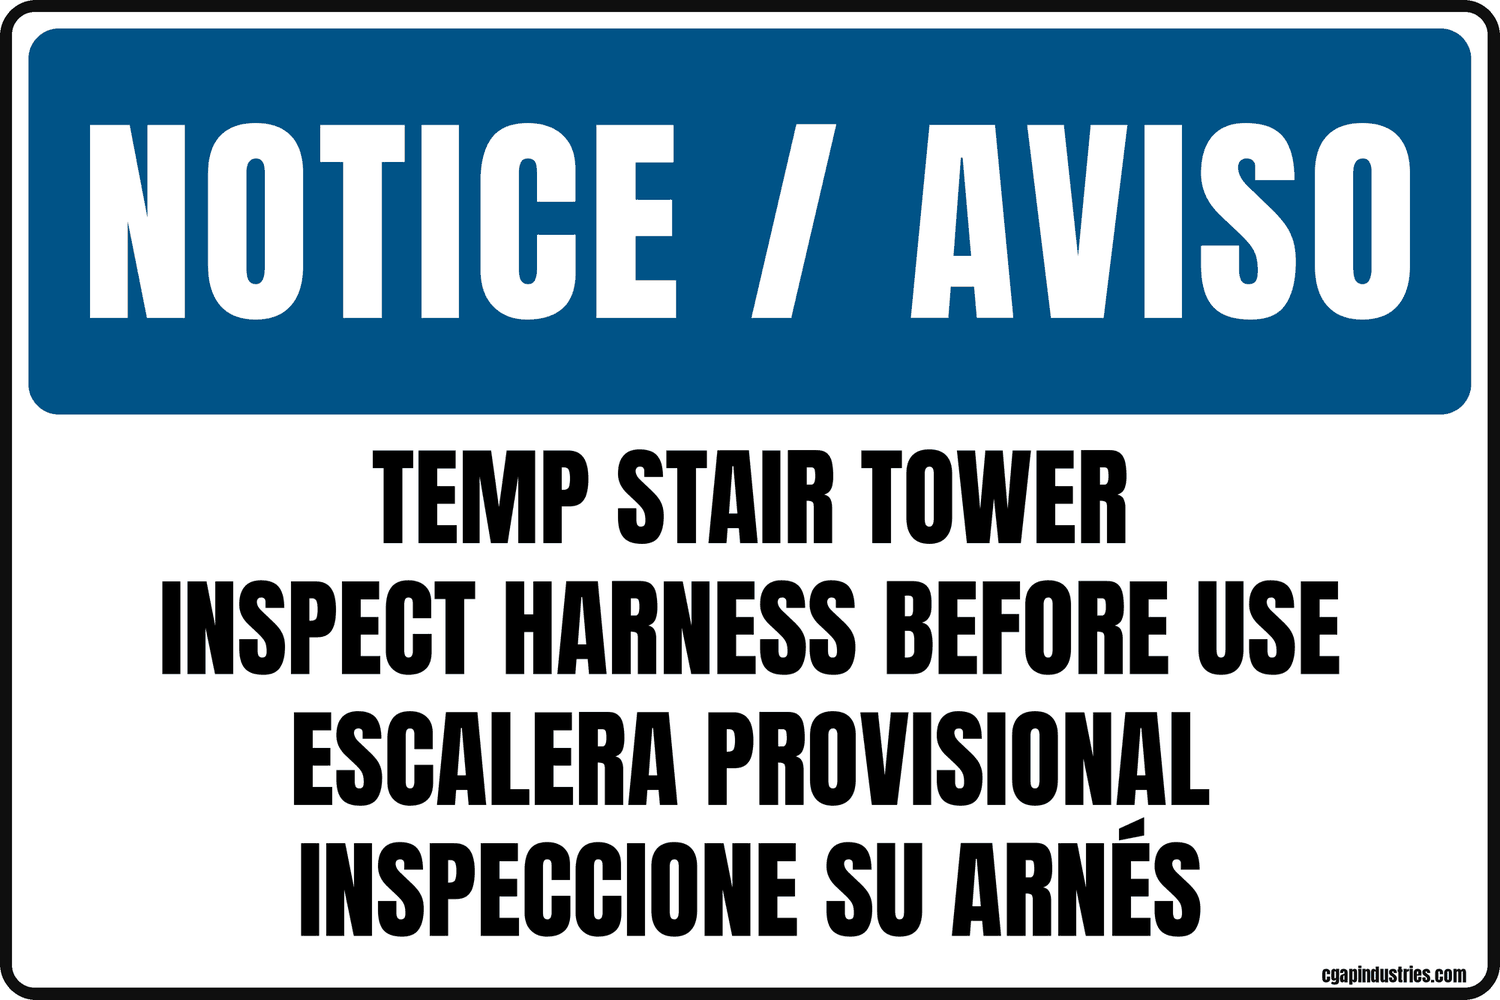 NOTICE / AVISO
TEMP STAIR TOWER
INSPECT HARNESS BEFORE USE
ESCALERA PROVISIONAL
INSPECCIONE SU ARNÉS
cgapindustries.com